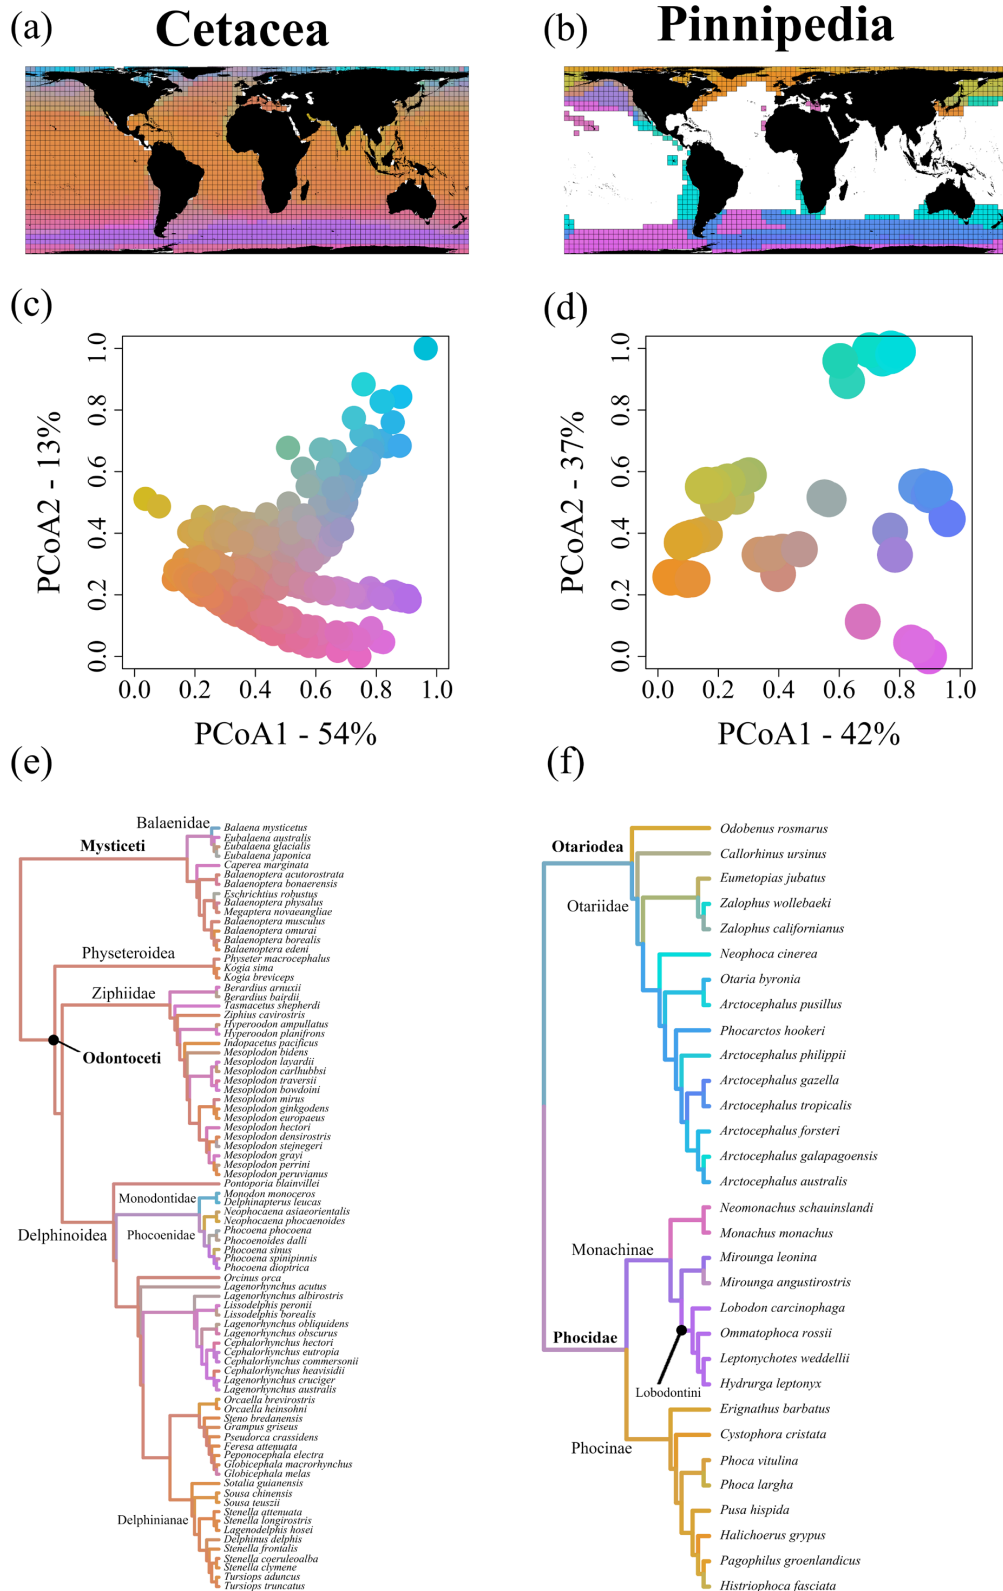 (a) Cetacea
(b) Pinnipedia
(c)
PCoA2 - 13%
0.0 0.2 0.4 0.6 0.8 1.0
0.0 0.2 0.4 0.6 0.8 1.0
PCoA1 - 54%
(d)
PCoA2 - 37%
0.0 0.2 0.4 0.6 0.8 1.0
0.0 0.2 0.4 0.6 0.8 1.0
PCoA1 - 42%
(e)
Mysticeti
Balaenidae
Physeteroidea
Ziphiidae
Odontoceti
Monodontidae
Phocoenidae
Delphinoidea
Delphinianae
Balaena mysticetus
Eubalaena australis
Eubalaena glacialis
Eubalaena japonica
Caperea marginata
Balaenoptera acutorostrata
Balaenoptera bonaerensis
Eschrichtius robustus
Balaenoptera physalus
Megaptera novaeangliae
Balaenoptera musculus
Balaenoptera omurai
Balaenoptera borealis
Balaenoptera edeni
Physeter macrocephalus
Kogia sima
Kogia breviceps
Berardius arnuxii
Berardius bairdii
Tasmacetus shepherdi
Ziphius cavirostris
Hyperoodon ampullatus
Hyperoodon planifrons
Indopacetus pacificus
Mesoplodon bidens
Mesoplodon layardii
Mesoplodon carlhubbsi
Mesoplodon traversii
Mesoplodon bowdoini
Mesoplodon mirus
Mesoplodon ginkgodens
Mesoplodon europaeus
Mesoplodon hectori
Mesoplodon densirostris
Mesoplodon stejnegeri
Mesoplodon grayi
Mesoplodon perrini
Mesoplodon peruvianus
Pontoporia blainvillei
Monodon monoceros
Delphinapterus leucas
Neophocaena asiaeorientalis
Neophocaena phocaenoides
Phocoena phocoena
Phocoenoides dalli
Phocoena sinus
Phocoena spinipinnis
Phocoena dioptrica
Orcinus orca
Lagenorhynchus acutus
Lagenorhynchus albirostris
Lissodelphis peronii
Lissodelphis borealis
Lagenorhynchus obliquidens
Lagenorhynchus obscurus
Cephalorhynchus hectori
Cephalorhynchus eutropia
Cephalorhynchus commersonii
Cephalorhynchus heavisidii
Lagenorhynchus cruciger
Lagenorhynchus australis
Orcaella brevirostris
Orcaella heinsohni
Steno bredanensis
Grampus griseus
Pseudorca crassidens
Feresa attenuata
Peponocephala electra
Globicephala macrorhynchus
Globicephala melas
Sotalia guianensis
Sousa chinensis
Sousa teuszii
Stenella attenuata
Stenella longirostris
Lagenodelphis hosei
Delphinus delphis
Stenella frontalis
Stenella coeruleoalba
Stenella clymene
Tursiops aduncus
Tursiops truncatus
(f)
Otariodea
Otariidae
Monachinae
Phocidae
Lobodontini
Phocinae
Odobenus rosmarus
Callorhinus ursinus
Eumetopias jubatus
Zalophus wollebaeki
Zalophus californianus
Neophoca cinerea
Otaria byronia
Arctocephalus pusillus
Phocarctos hookeri
Arctocephalus philippii
Arctocephalus gazella
Arctocephalus tropicalis
Arctocephalus forsteri
Arctocephalus galapagoensis
Arctocephalus australis
Neomonachus schauinslandi
Monachus monachus
Mirounga leonina
Mirounga angustirostris
Lobodon carcinophaga
Ommatophoca rossii
Leptonychotes weddellii
Hydrurga leptonyx
Erignathus barbatus
Cystophora cristata
Phoca vitulina
Phoca largha
Pusa hispida
Halichoerus grypus
Pagophilus groenlandicus
Histriophoca fasciata